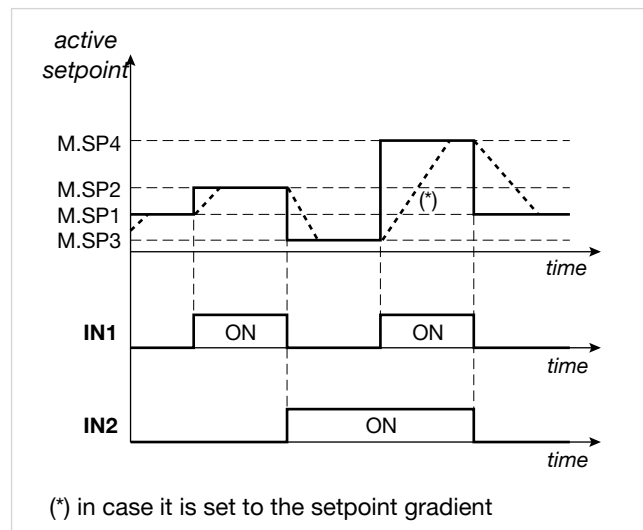 active
setpoint
M.SP4
M.SP2
M.SP1
M.SP3
(*)
time
IN1
ON
ON
time
IN2
ON
time
(*) in case it is set to the setpoint gradient